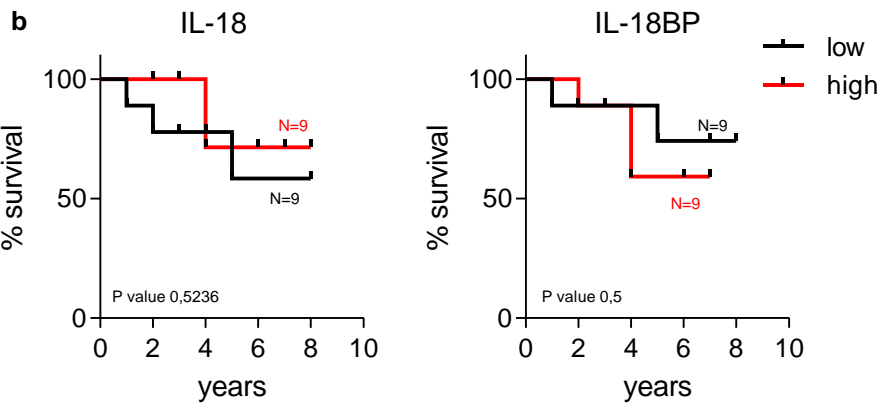 b
IL-18
IL-18BP
low
high
% survival
100
50
0
N=9
N=9
P value 0,5236
0 2 4 6 8 10
years
% survival
100
50
0
N=9
N=9
P value 0,5
0 2 4 6 8 10
years